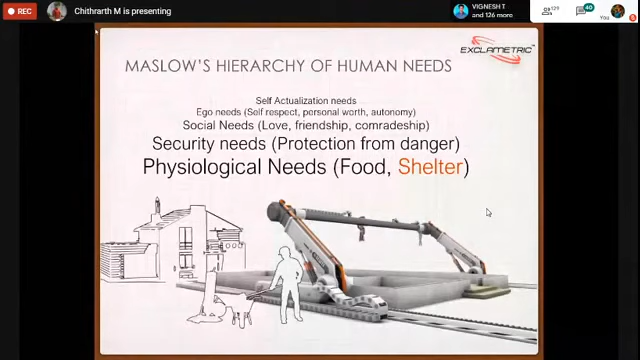 REC
Chithrarth M is presenting
VIGNESH T
and 126 more
129
40
You
EXCLAMETRIC
MASLOW'S HIERARCHY OF HUMAN NEEDS
Self Actualization needs
Ego needs (Self respect, personal worth, autonomy)
Social Needs (Love, friendship, comradeship)
Security needs (Protection from danger)
Physiological Needs (Food, Shelter)